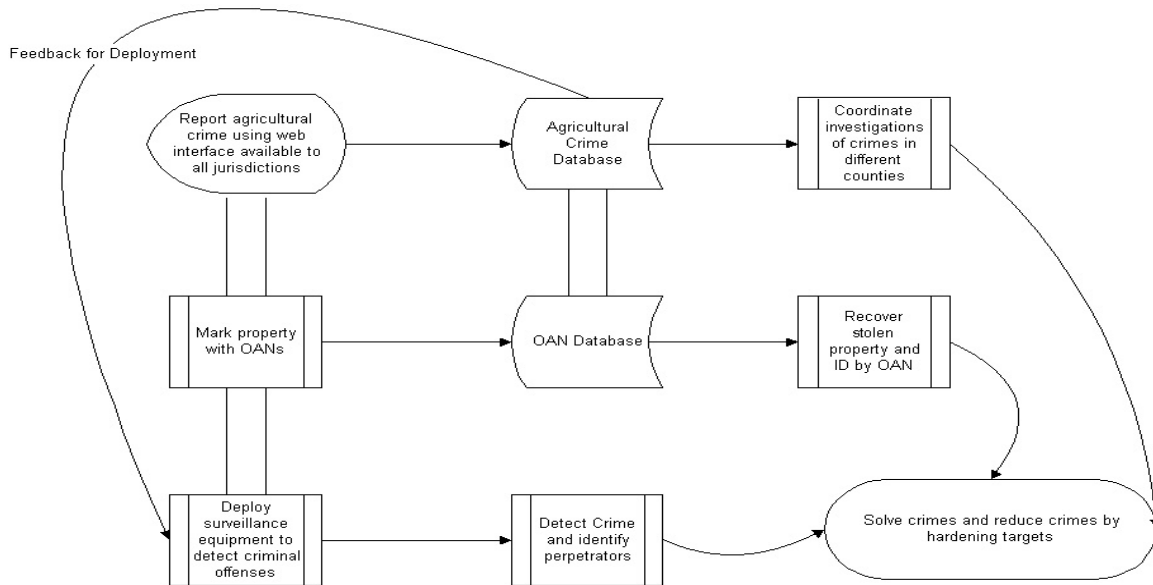 Feedback for Deployment
Report agricultural
crime using web
interface available to
all jurisdictions
Agricultural
Crime
Database
Coordinate
investigations
of crimes in
different
counties
Mark property
with OANs
OAN Database
Recover
stolen
property and
ID by OAN
Deploy
surveillance
equipment to
detect criminal
offenses
Detect Crime
and identify
perpetrators
Solve crimes and reduce crimes by
hardening targets